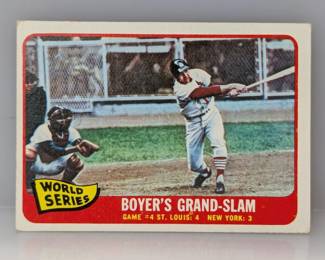 WORLD
SERIES
BOYER'S GRAND-SLAM
GAME #4 ST. LOUIS: 4 NEW YORK: 3